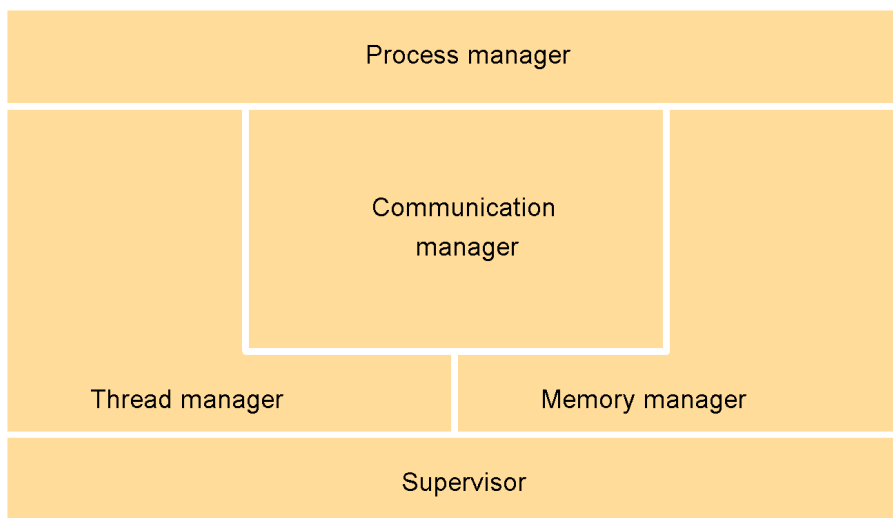 Process manager
Communication
manager
Thread manager
Memory manager
Supervisor